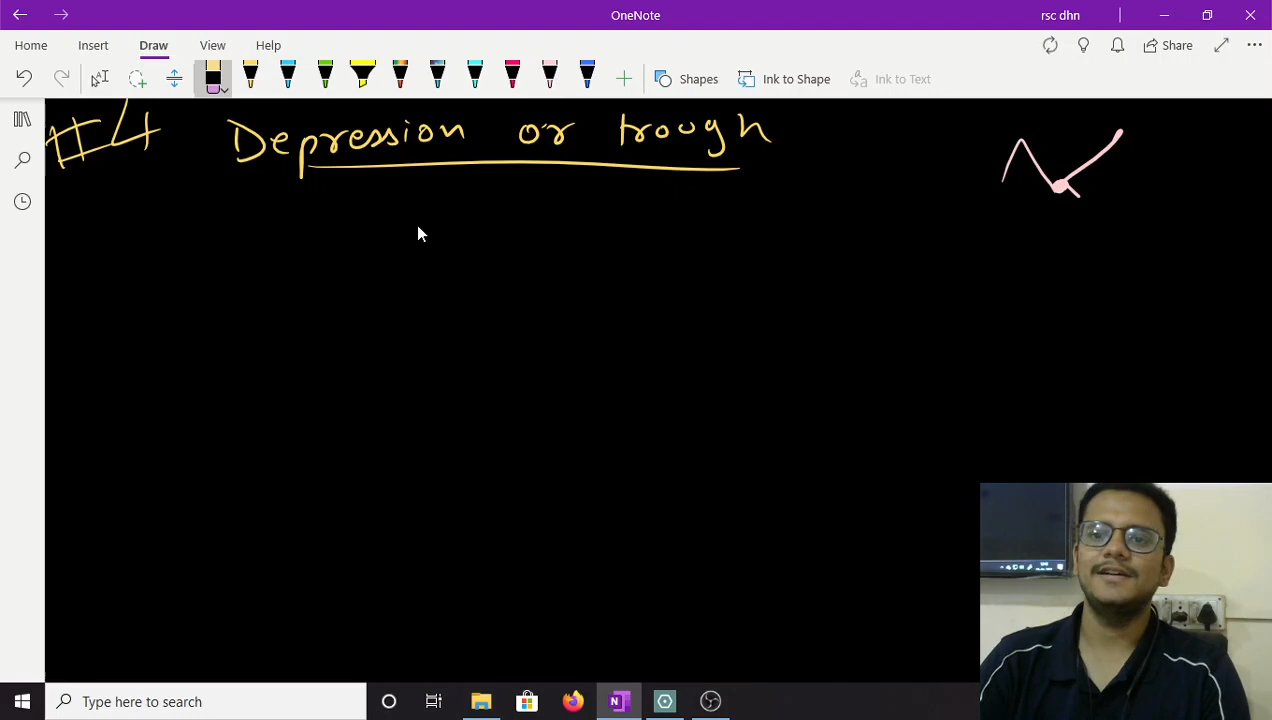 OneNote
rsc dhn
Home Insert Draw View Help
Share
Shapes Ink to Shape Ink to Text
#4 Depression or trough
Type here to search